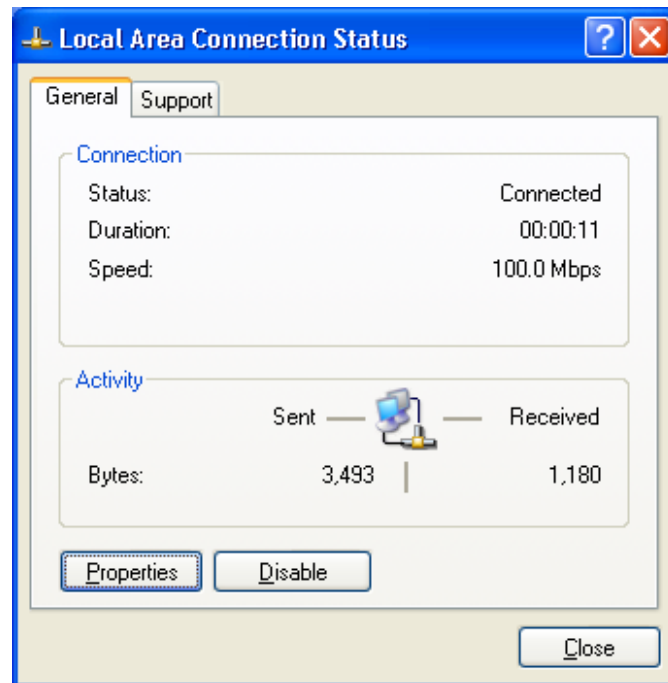 Local Area Connection Status
General Support
Connection
Status: Connected
Duration: 00:00:11
Speed: 100.0 Mbps
Activity
Sent Received
Bytes: 3,493 1,180
Properties Disable
Close